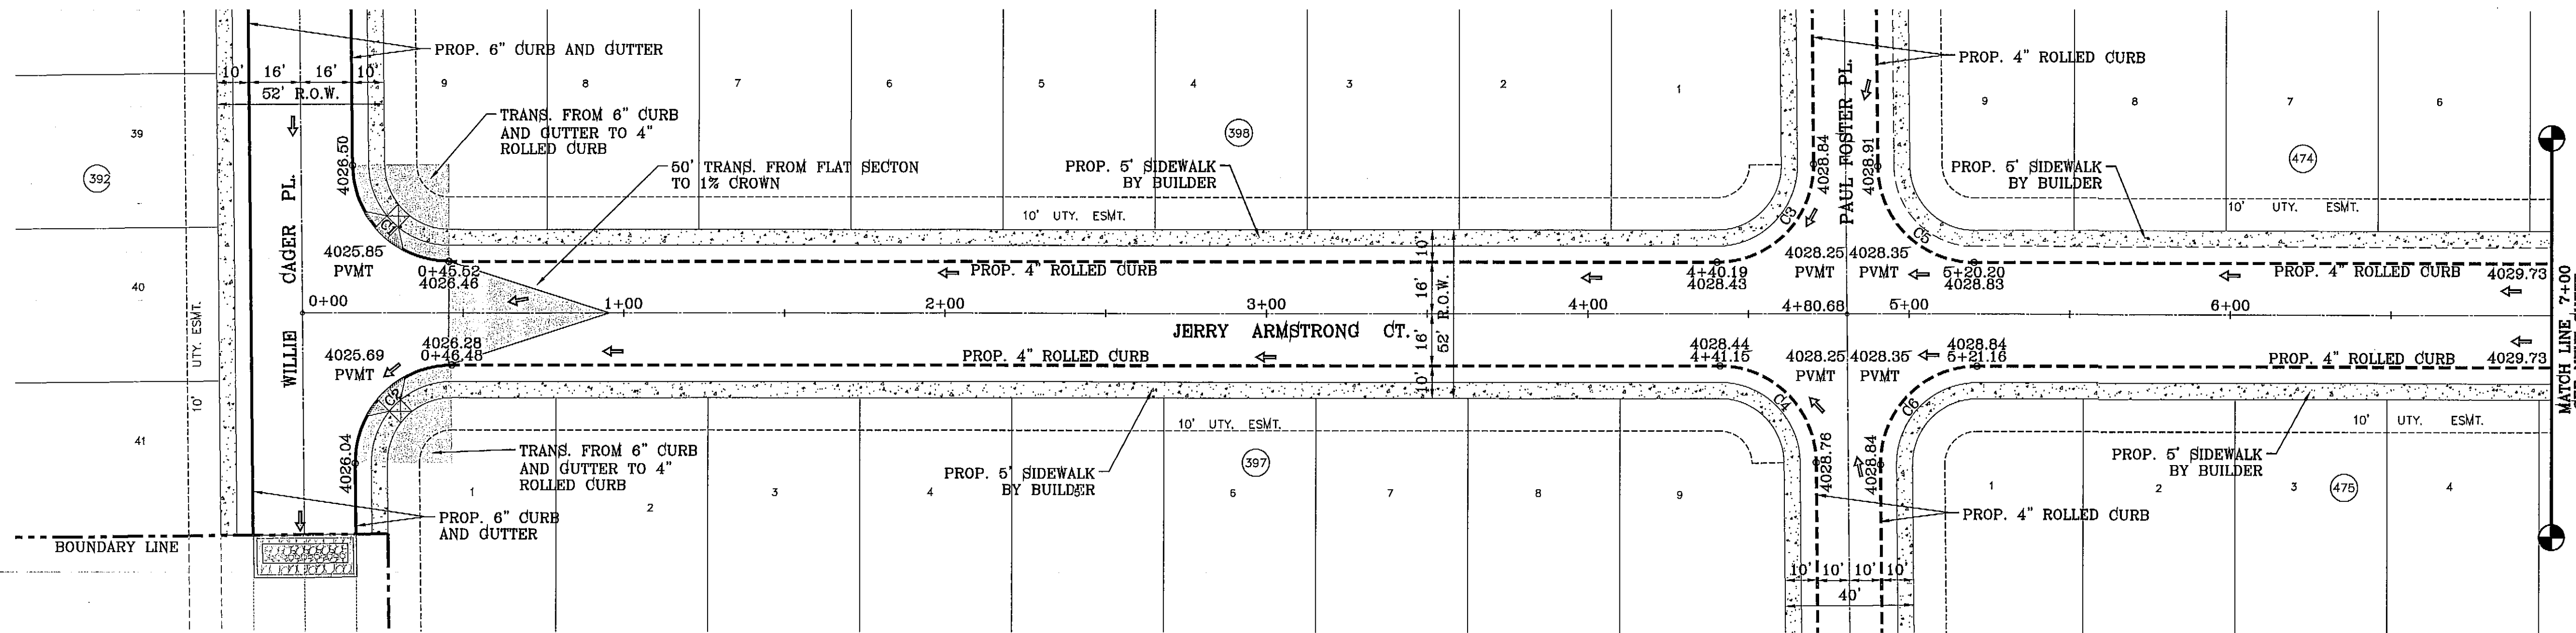 PROP. 6" CURB AND GUTTER
10' 16' 16' 10'
52' R.O.W.
TRANS. FROM 6" CURB
AND GUTTER TO 4"
ROLLED CURB
50' TRANS. FROM FLAT SECTON
TO 1% CROWN
9 8 7 6 5 4 3 2 1
398
PROP. 5' SIDEWALK
BY BUILDER
10' UTY. ESMT.
PAUL FOSTER PL.
PROP. 4" ROLLED CURB
9 8 7 6
474
PROP. 5' SIDEWALK
BY BUILDER
10' UTY. ESMT.
39
392
40
41
10' UTY. ESMT.
WILLIE CAGER PL.
4026.50
C1
4025.85
PVMT
0+45.52
4026.46
PROP. 4" ROLLED CURB
10'
16'
16'
10'
52' R.O.W.
4+40.19
4028.43
C3
4028.84
4028.91
4028.25
PVMT
4028.35
PVMT
C5
5+20.20
4028.83
PROP. 4" ROLLED CURB
4029.73
0+00 1+00 2+00 3+00 4+00 4+80.68 5+00 6+00
JERRY ARMSTRONG CT.
MATCH LINE 7+00
4025.69
PVMT
4026.28
0+46.48
PROP. 4" ROLLED CURB
4028.44
4+41.15
4028.25
PVMT
4028.35
PVMT
4028.84
5+21.16
PROP. 4" ROLLED CURB
4029.73
C2
4026.04
C4
C6
4028.76
4028.84
10' UTY. ESMT.
397
10' UTY. ESMT.
TRANS. FROM 6" CURB
AND GUTTER TO 4"
ROLLED CURB
PROP. 5' SIDEWALK
BY BUILDER
1 2 3 4 5 6 7 8 9
PROP. 5' SIDEWALK
BY BUILDER
1 2 3 4
475
PROP. 6" CURB
AND GUTTER
PROP. 4" ROLLED CURB
BOUNDARY LINE
10' 10' 10' 10'
40'